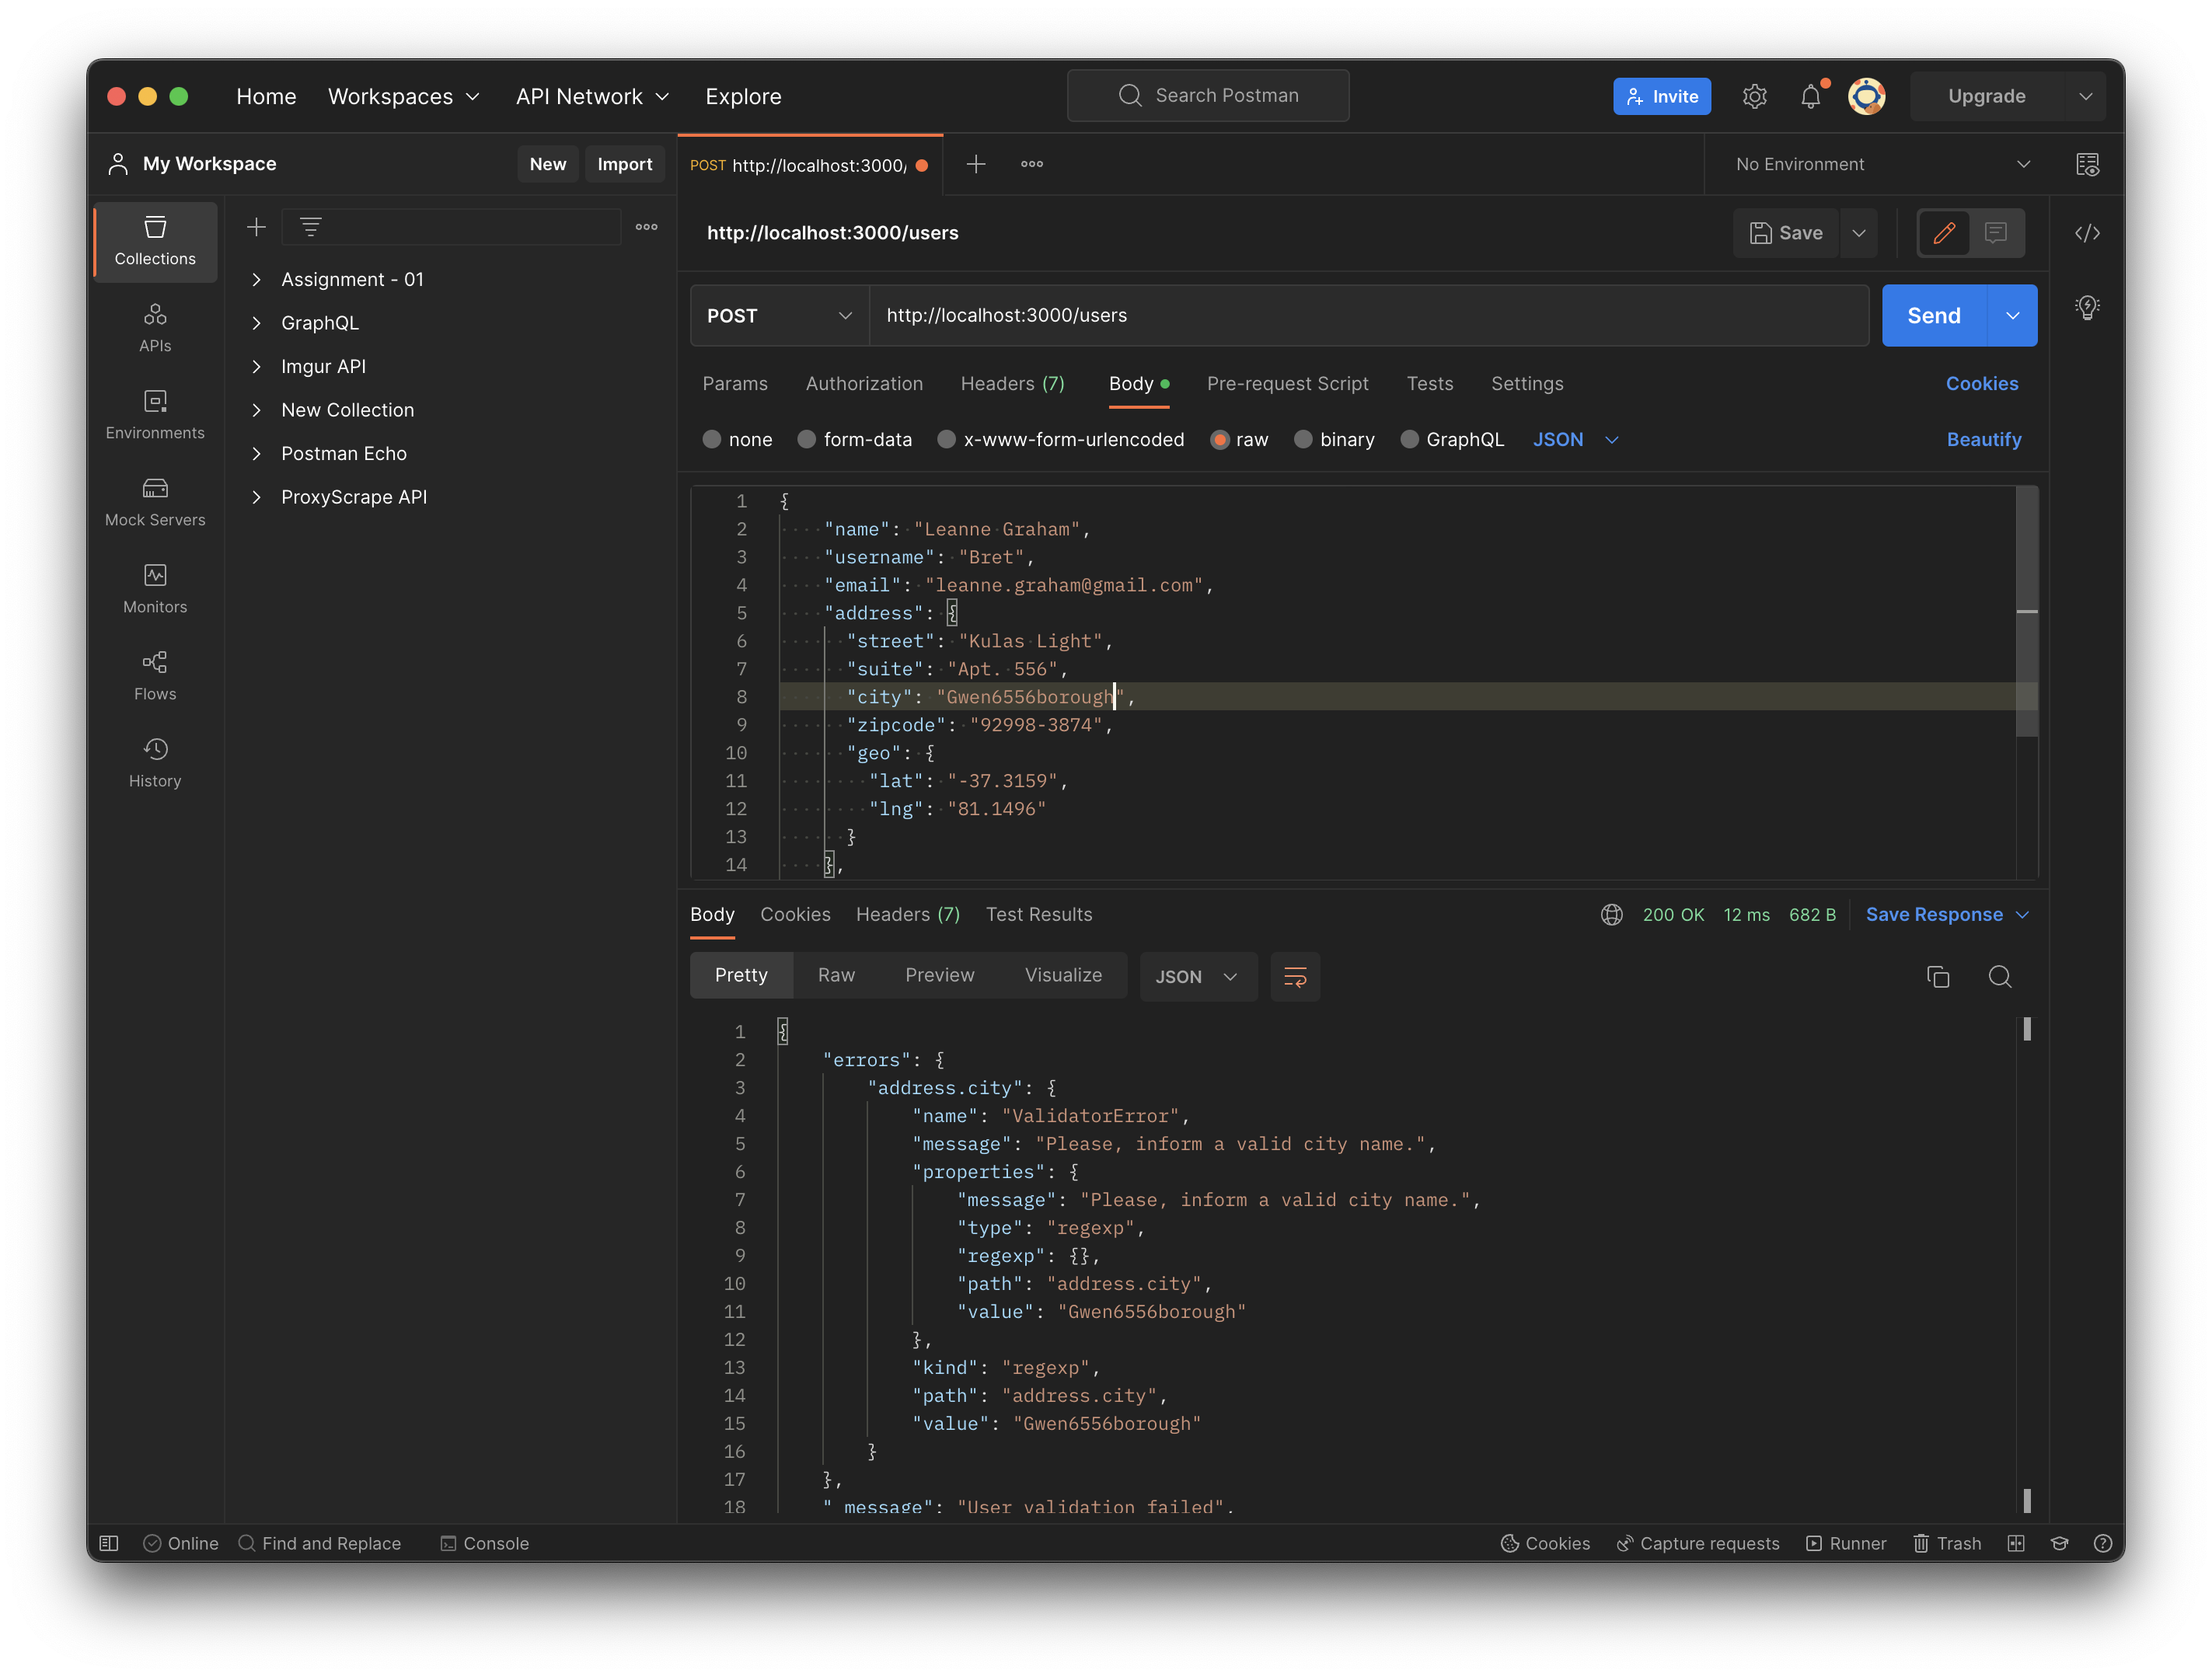 Home Workspaces API Network Explore Search Postman Invite Upgrade
My Workspace New Import
POST http://localhost:3000/ No Environment
Collections
APIs
Environments
Mock Servers
Monitors
Flows
History
Assignment - 01
GraphQL
Imgur API
New Collection
Postman Echo
ProxyScrape API
http://localhost:3000/users Save
POST http://localhost:3000/users Send
Params Authorization Headers (7) Body Pre-request Script Tests Settings Cookies
none form-data x-www-form-urlencoded raw binary GraphQL JSON Beautify
1 {
2 "name": "Leanne Graham",
3 "username": "Bret",
4 "email": "leanne.graham@gmail.com",
5 "address": {
6 "street": "Kulas Light",
7 "suite": "Apt. 556",
8 "city": "Gwen6556borough",
9 "zipcode": "92998-3874",
10 "geo": {
11 "lat": "-37.3159",
12 "lng": "81.1496"
13 }
14 },
Body Cookies Headers (7) Test Results 200 OK 12 ms 682 B Save Response
Pretty Raw Preview Visualize JSON
1 {
2 "errors": {
3 "address.city": {
4 "name": "ValidatorError",
5 "message": "Please, inform a valid city name.",
6 "properties": {
7 "message": "Please, inform a valid city name.",
8 "type": "regexp",
9 "regexp": {},
10 "path": "address.city",
11 "value": "Gwen6556borough"
12 },
13 "kind": "regexp",
14 "path": "address.city",
15 "value": "Gwen6556borough"
16 }
17 },
18 "_message": "User validation failed",
Online Find and Replace Console Cookies Capture requests Runner Trash